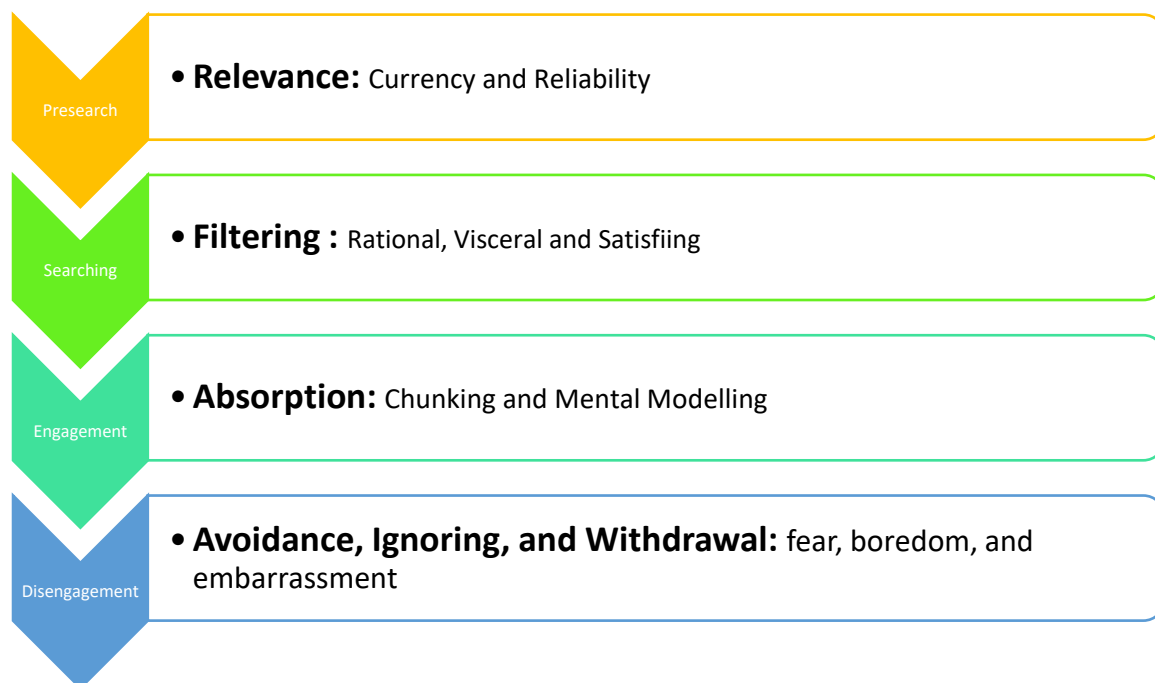 Presearch
• Relevance: Currency and Reliability
Searching
• Filtering : Rational, Visceral and Satisfiing
Engagement
• Absorption: Chunking and Mental Modelling
Disengagement
• Avoidance, Ignoring, and Withdrawal: fear, boredom, and
embarrassment